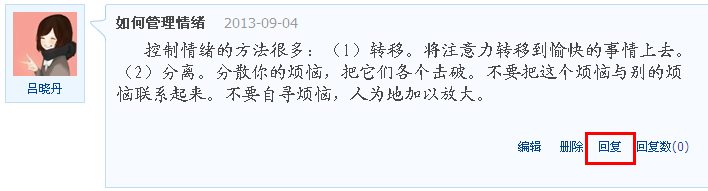 如何管理情绪 2013-09-04
控制情绪的方法很多：（1）转移。将注意力转移到愉快的事情上去。
（2）分离。分散你的烦恼，把它们各个击破。不要把这个烦恼与别的烦
恼联系起来。不要自寻烦恼，人为地加以放大。
吕晓丹
编辑 删除 回复 回复数(0)